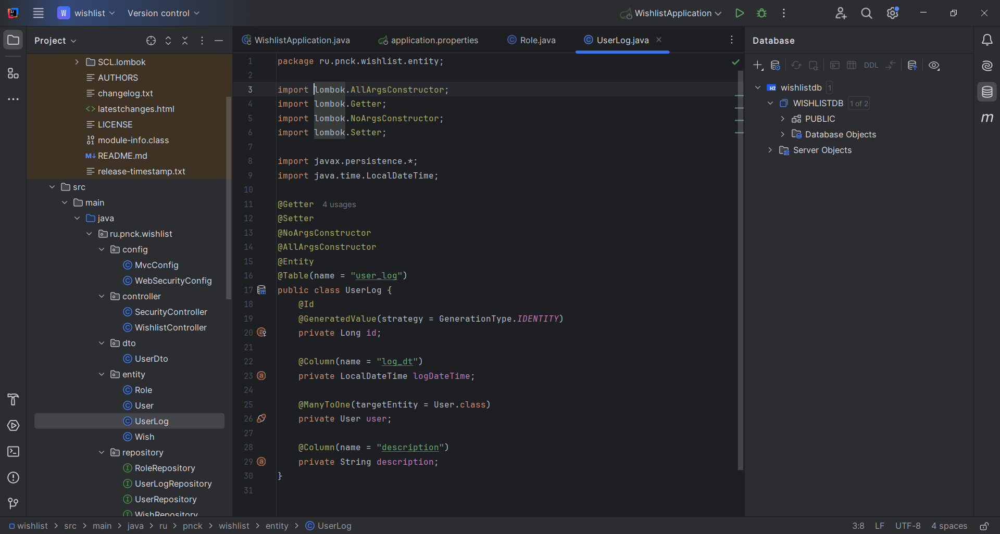 W wishlist Version control WishlistApplication
Project
SCL.lombok
AUTHORS
changelog.txt
latestchanges.html
LICENSE
module-info.class
README.md
release-timestamp.txt
src
main
java
ru.pnck.wishlist
config
MvcConfig
WebSecurityConfig
controller
SecurityController
WishlistController
dto
UserDto
entity
Role
User
UserLog
Wish
repository
RoleRepository
UserLogRepository
UserRepository
WishRepository
WishlistApplication.java application.properties Role.java UserLog.java
1 package ru.pnck.wishlist.entity;
2
3 import lombok.AllArgsConstructor;
4 import lombok.Getter;
5 import lombok.NoArgsConstructor;
6 import lombok.Setter;
7
8 import javax.persistence.*;
9 import java.time.LocalDateTime;
10
11 @Getter 4 usages
12 @Setter
13 @NoArgsConstructor
14 @AllArgsConstructor
15 @Entity
16 @Table(name = "user_log")
17 public class UserLog {
18 @Id
19 @GeneratedValue(strategy = GenerationType.IDENTITY)
20 private Long id;
21
22 @Column(name = "log_dt")
23 private LocalDateTime logDateTime;
24
25 @ManyToOne(targetEntity = User.class)
26 private User user;
27
28 @Column(name = "description")
29 private String description;
30 }
31
Database
DDL
wishlistdb 1
WISHLISTDB 1 of 2
PUBLIC
Database Objects
Server Objects
m
wishlist > src > main > java > ru > pnck > wishlist > entity > UserLog
3:8 LF UTF-8 4 spaces